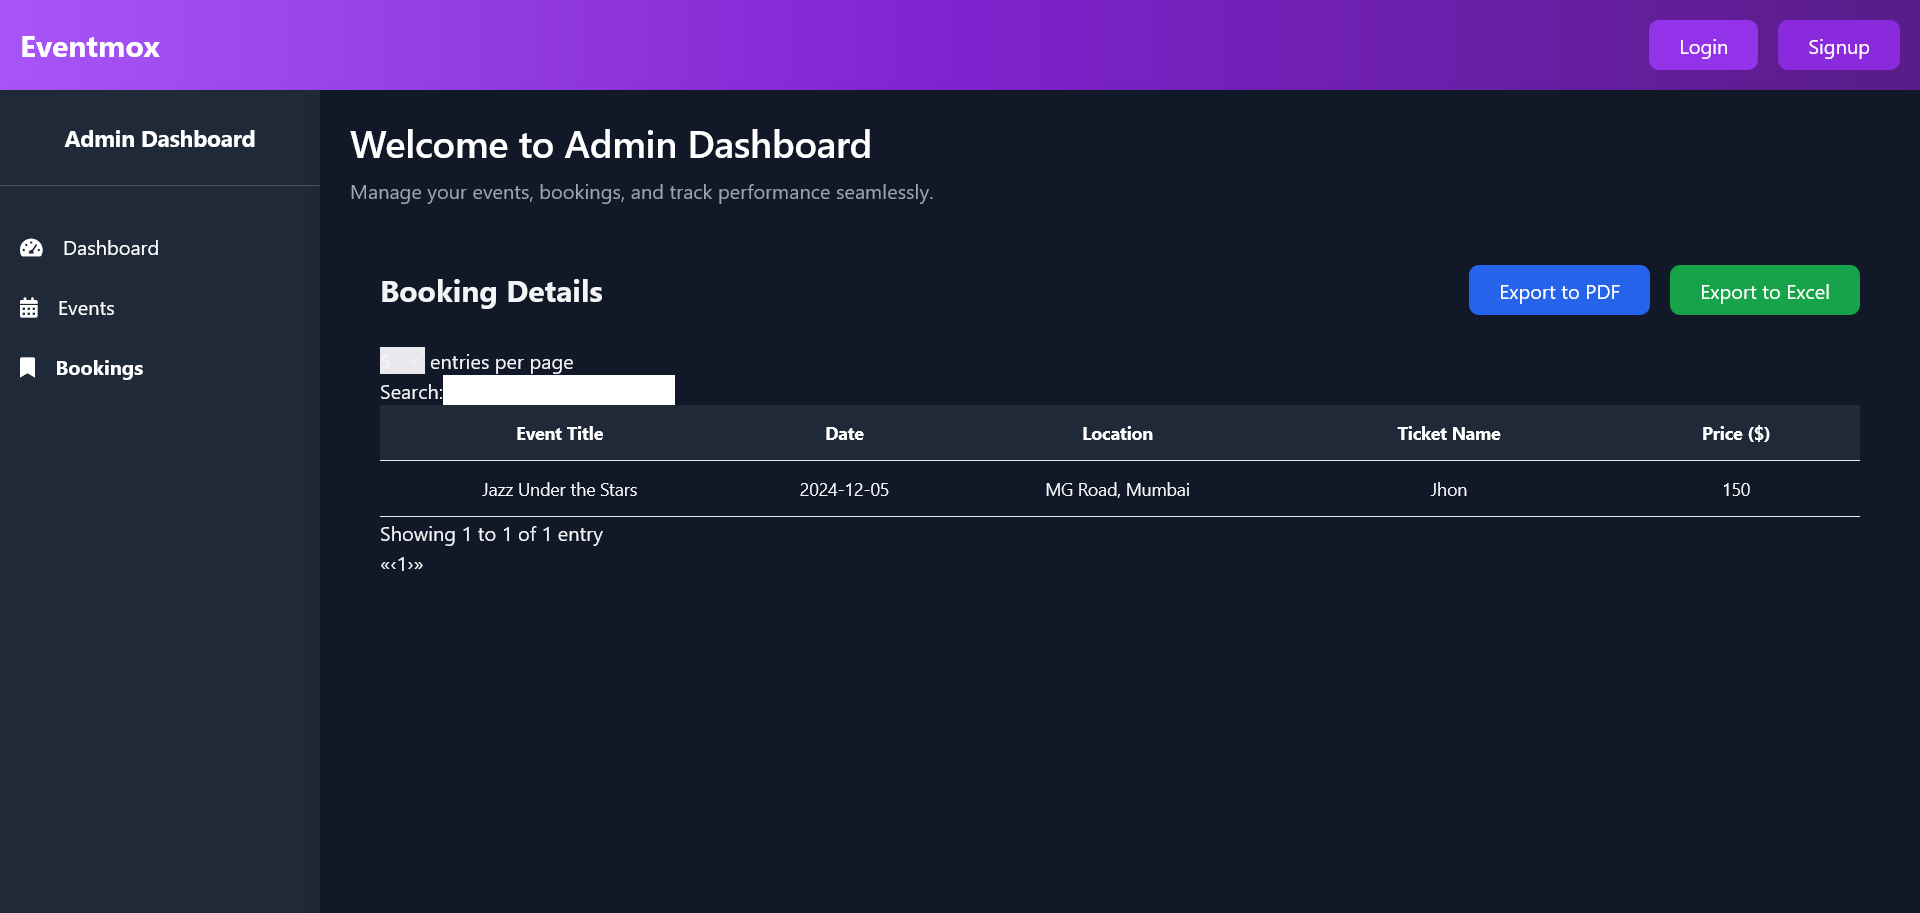 Eventmox
Login
Signup
Admin Dashboard
Dashboard
Events
Bookings
Welcome to Admin Dashboard
Manage your events, bookings, and track performance seamlessly.
Booking Details
Export to PDF
Export to Excel
5 entries per page
Search:
Event Title Date Location Ticket Name Price ($)
Jazz Under the Stars 2024-12-05 MG Road, Mumbai Jhon 150
Showing 1 to 1 of 1 entry
«‹1›»